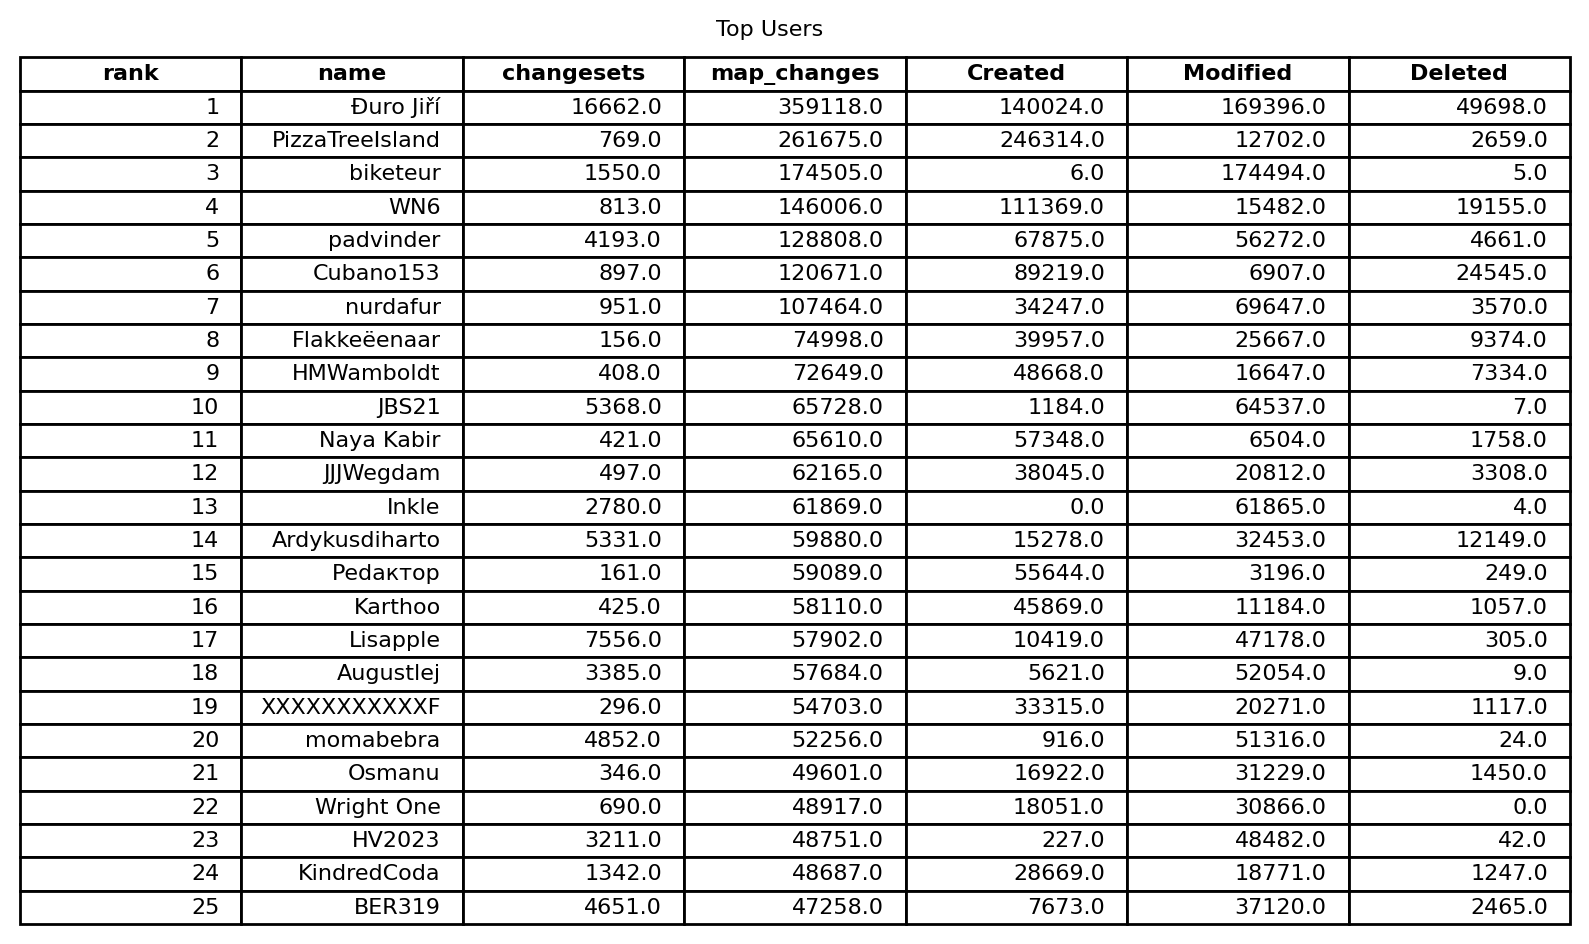 Top Users
rank name changesets map_changes Created Modified Deleted
1 Đuro Jiří 16662.0 359118.0 140024.0 169396.0 49698.0
2 PizzaTreeIsland 769.0 261675.0 246314.0 12702.0 2659.0
3 biketeur 1550.0 174505.0 6.0 174494.0 5.0
4 WN6 813.0 146006.0 111369.0 15482.0 19155.0
5 padvinder 4193.0 128808.0 67875.0 56272.0 4661.0
6 Cubano153 897.0 120671.0 89219.0 6907.0 24545.0
7 nurdafur 951.0 107464.0 34247.0 69647.0 3570.0
8 Flakkeëenaar 156.0 74998.0 39957.0 25667.0 9374.0
9 HMWamboldt 408.0 72649.0 48668.0 16647.0 7334.0
10 JBS21 5368.0 65728.0 1184.0 64537.0 7.0
11 Naya Kabir 421.0 65610.0 57348.0 6504.0 1758.0
12 JJJWegdam 497.0 62165.0 38045.0 20812.0 3308.0
13 Inkle 2780.0 61869.0 0.0 61865.0 4.0
14 Ardykusdiharto 5331.0 59880.0 15278.0 32453.0 12149.0
15 Редактор 161.0 59089.0 55644.0 3196.0 249.0
16 Karthoo 425.0 58110.0 45869.0 11184.0 1057.0
17 Lisapple 7556.0 57902.0 10419.0 47178.0 305.0
18 Augustlej 3385.0 57684.0 5621.0 52054.0 9.0
19 XXXXXXXXXXXF 296.0 54703.0 33315.0 20271.0 1117.0
20 momabebra 4852.0 52256.0 916.0 51316.0 24.0
21 Osmanu 346.0 49601.0 16922.0 31229.0 1450.0
22 Wright One 690.0 48917.0 18051.0 30866.0 0.0
23 HV2023 3211.0 48751.0 227.0 48482.0 42.0
24 KindredCoda 1342.0 48687.0 28669.0 18771.0 1247.0
25 BER319 4651.0 47258.0 7673.0 37120.0 2465.0